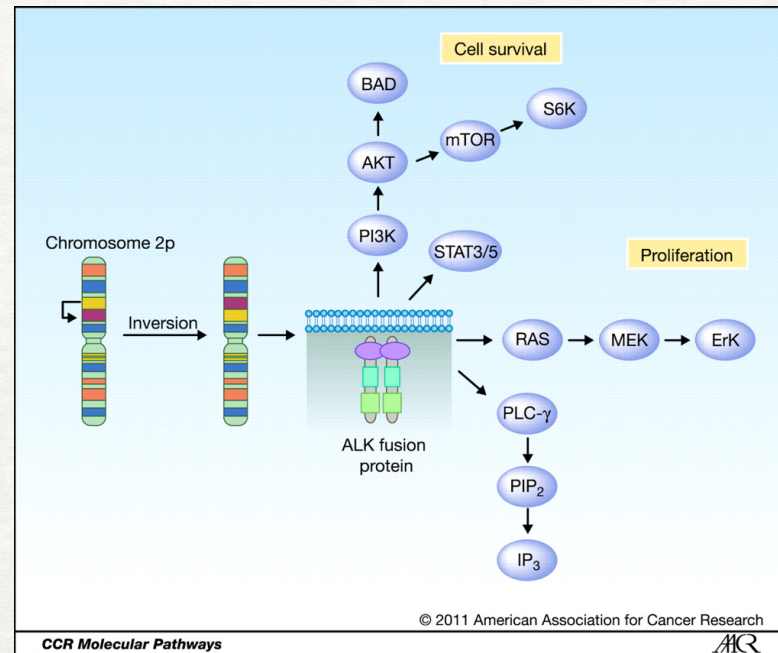 Cell survival
BAD
S6K
mTOR
AKT
PI3K
STAT3/5
Chromosome 2p
Proliferation
Inversion
RAS
MEK
ErK
PLC-γ
ALK fusion
protein
PIP₂
IP₃
© 2011 American Association for Cancer Research
CCR Molecular Pathways
AACR